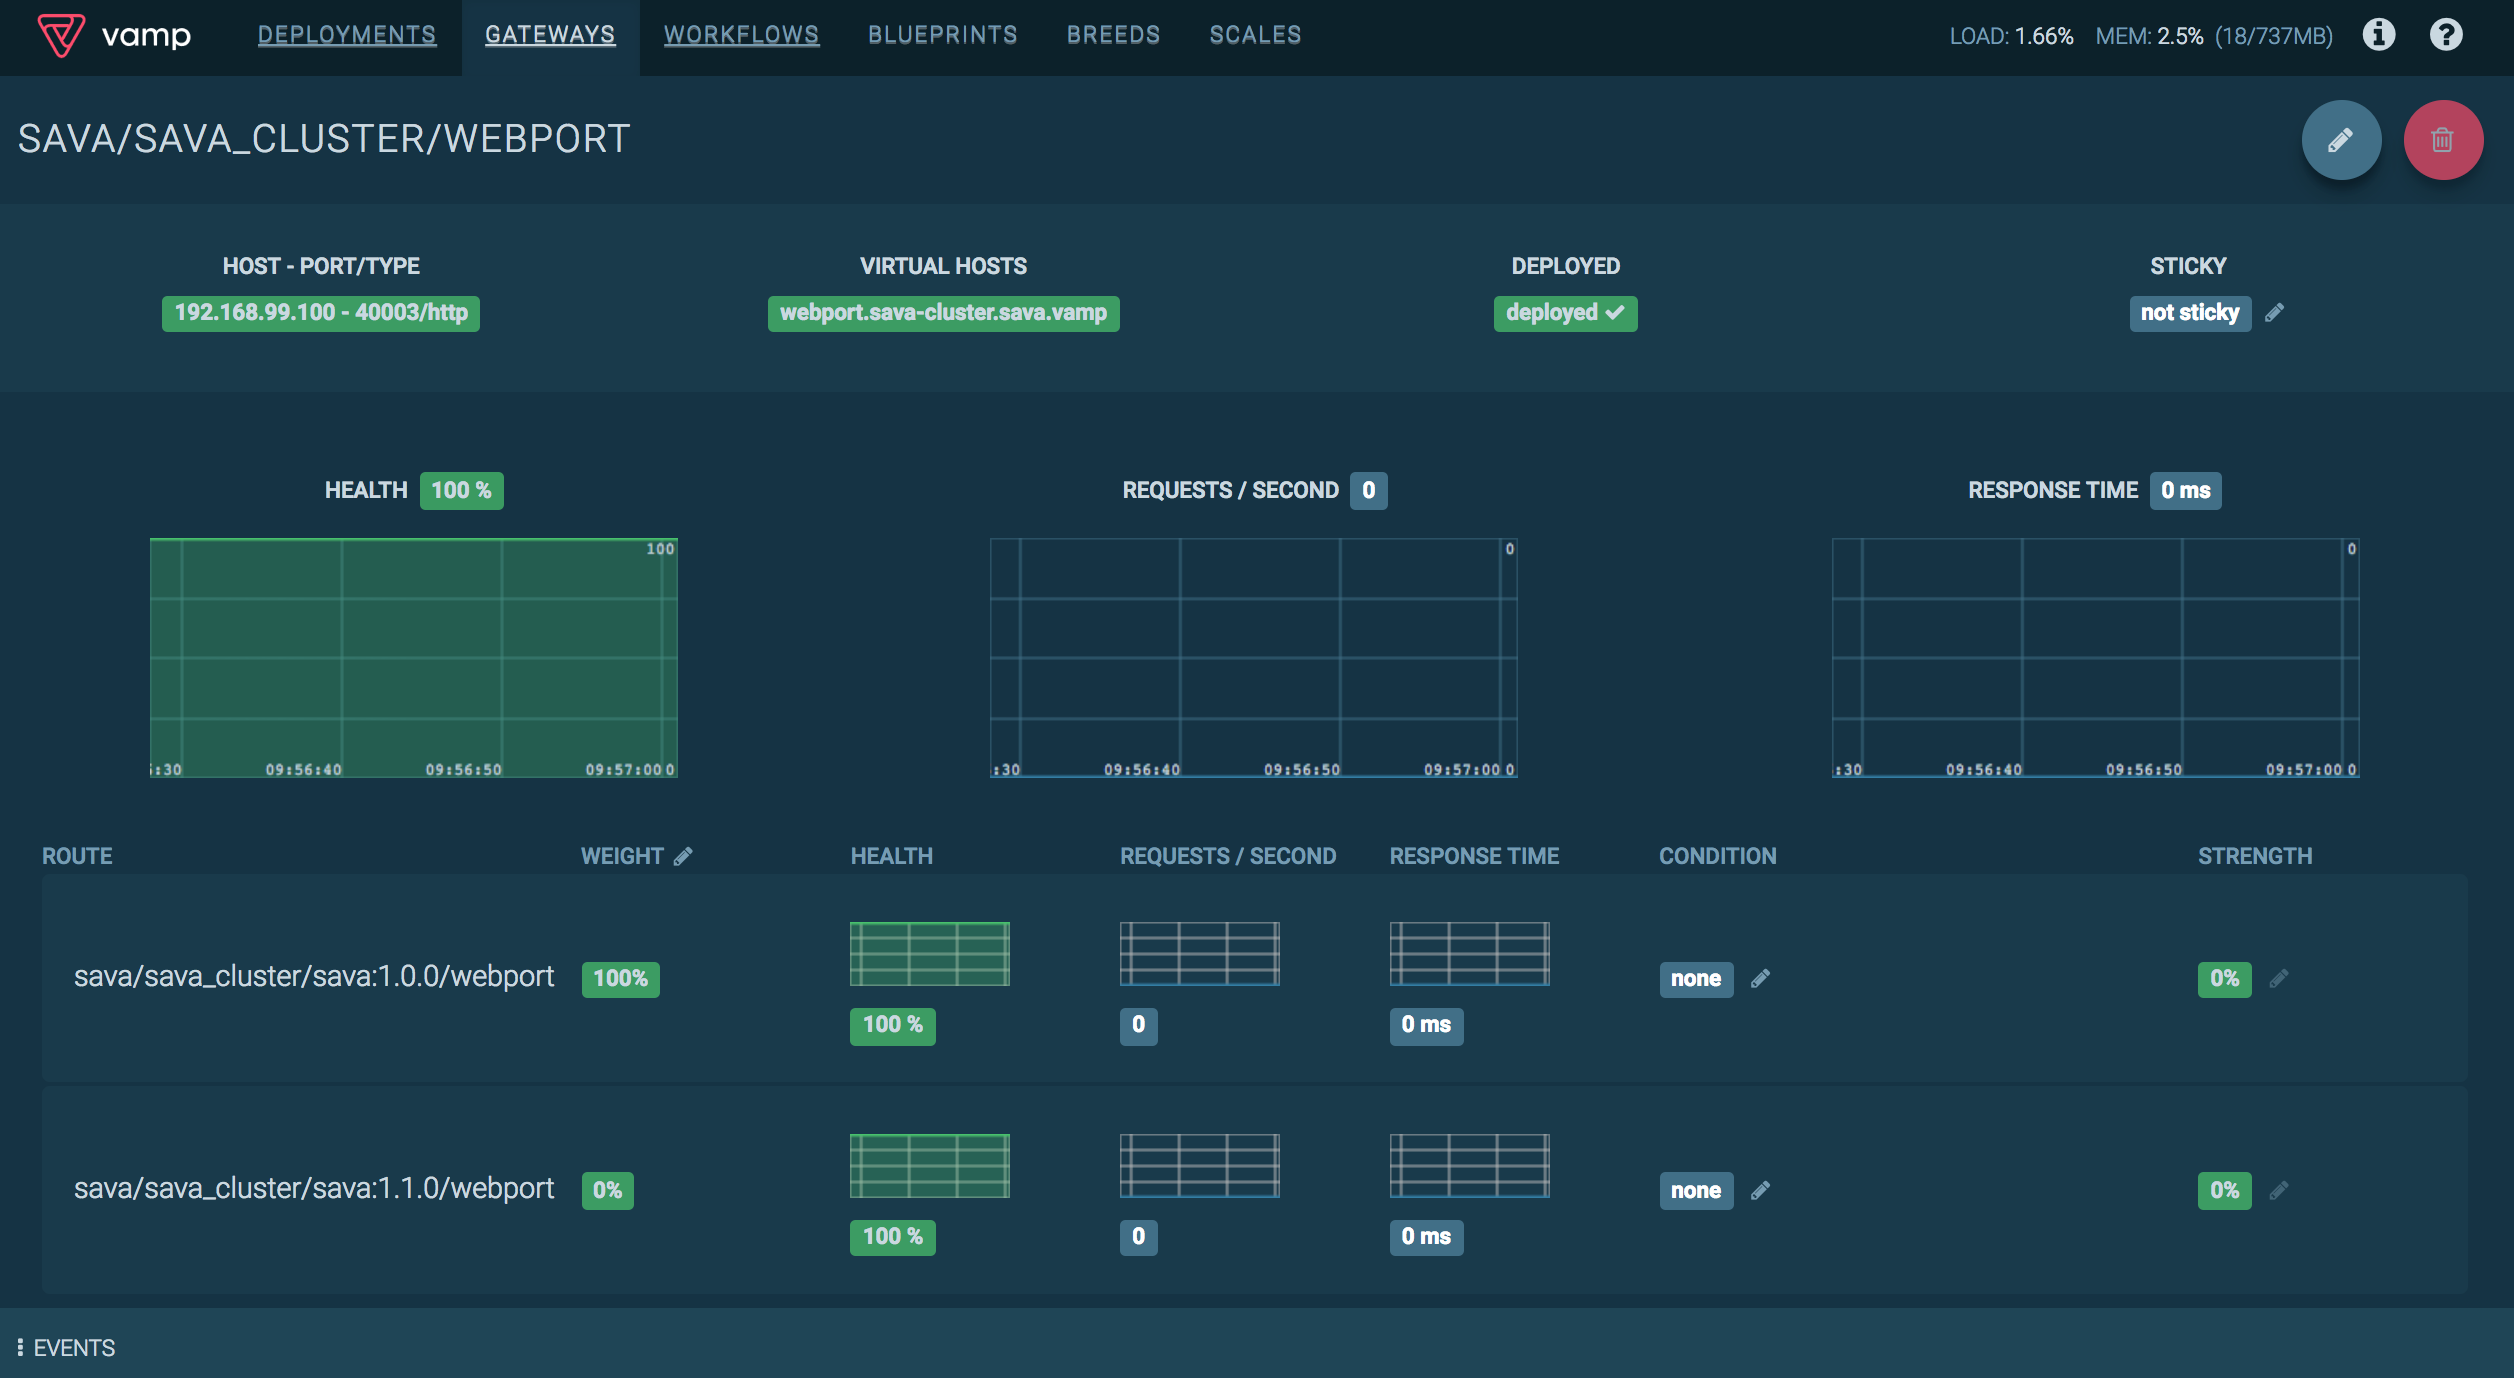 vamp DEPLOYMENTS GATEWAYS WORKFLOWS BLUEPRINTS BREEDS SCALES LOAD: 1.66% MEM: 2.5% (18/737MB)
SAVA/SAVA_CLUSTER/WEBPORT
HOST - PORT/TYPE VIRTUAL HOSTS DEPLOYED STICKY
192.168.99.100 - 40003/http webport.sava-cluster.sava.vamp deployed not sticky
HEALTH 100 % REQUESTS / SECOND 0 RESPONSE TIME 0 ms
100 0 0
:30 09:56:40 09:56:50 09:57:00 0 :30 09:56:40 09:56:50 09:57:00 0 :30 09:56:40 09:56:50 09:57:00 0
ROUTE WEIGHT HEALTH REQUESTS / SECOND RESPONSE TIME CONDITION STRENGTH
sava/sava_cluster/sava:1.0.0/webport 100% none 0%
100 % 0 0 ms
sava/sava_cluster/sava:1.1.0/webport 0% none 0%
100 % 0 0 ms
EVENTS